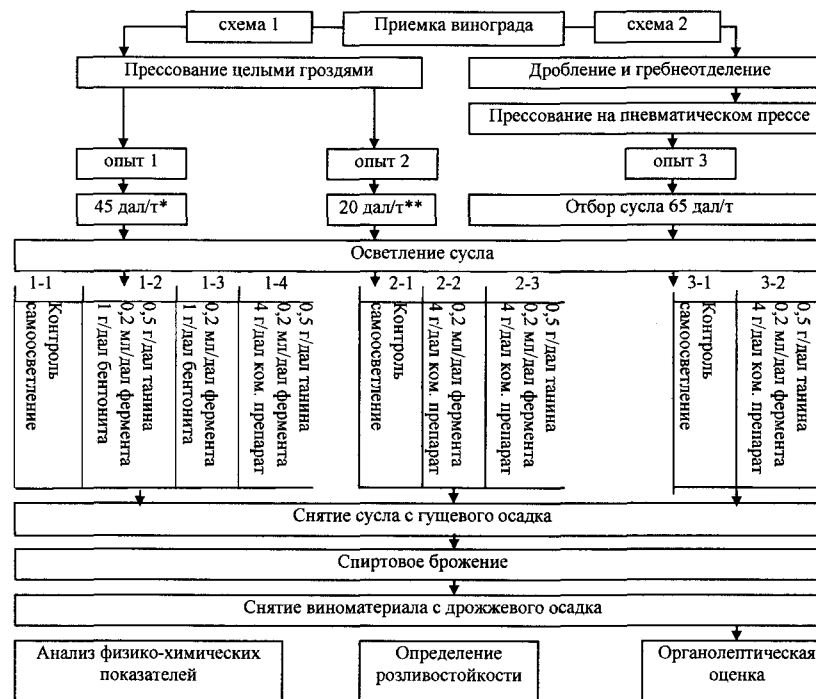 схема 1
Приемка винограда
схема 2
Прессование целыми гроздями
Дробление и гребнеотделение
Прессование на пневматическом прессе
опыт 1
опыт 2
опыт 3
45 дал/т*
20 дал/т**
Отбор сусла 65 дал/т
Осветление сусла
1-1
1-2
1-3
1-4
2-1
2-2
2-3
3-1
3-2
Контроль
самоосветление
0,5 г/дал танина
0,2 мл/дал фермента
1 г/дал бентонита
0,2 мл/дал фермента
1 г/дал бентонита
0,5 г/дал танина
0,2 мл/дал фермента
4 г/дал ком. препарат
Контроль
самоосветление
0,2 мл/дал фермента
4 г/дал ком. препарат
0,5 г/дал танина
0,2 мл/дал фермента
4 г/дал ком. препарат
Контроль
самоосветление
0,5 г/дал танина
0,2 мл/дал фермента
4 г/дал ком. препарат
Снятие сусла с гущевого осадка
Спиртовое брожение
Снятие виноматериала с дрожжевого осадка
Анализ физико-химических
показателей
Определение
розливостойкости
Органолептическая
оценка